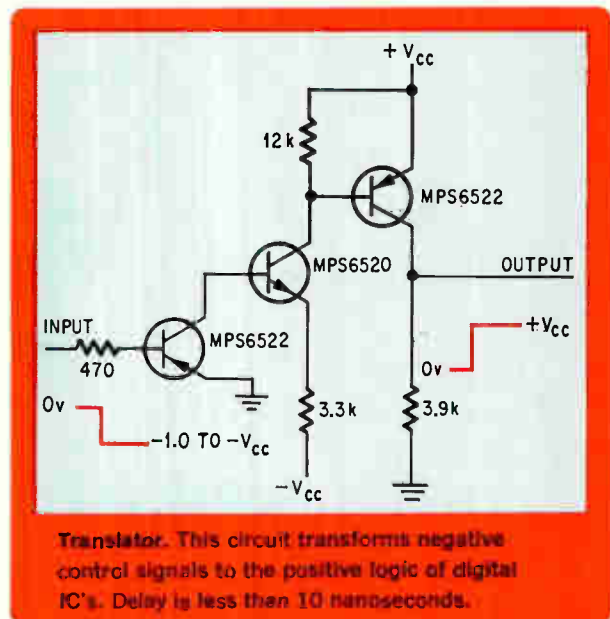 + Vcc
12 k
MPS6522
MPS6520
OUTPUT
INPUT
MPS6522
470
+Vcc
0v
0v
-1.0 TO -Vcc
3.3k
3.9k
-Vcc
Translator. This circuit transforms negative
control signals to the positive logic of digital
IC's. Delay is less than 10 nanoseconds.